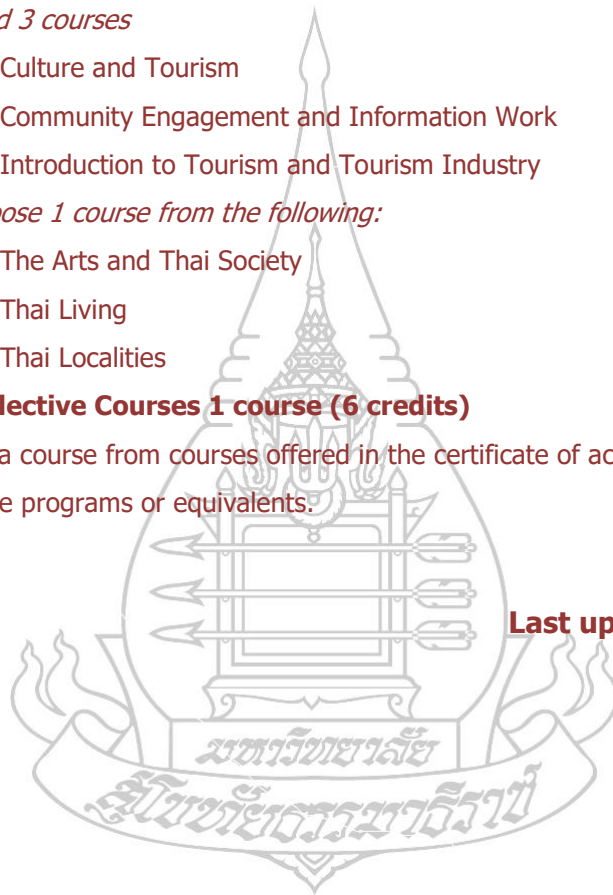 d 3 courses
Culture and Tourism
Community Engagement and Information Work
Introduction to Tourism and Tourism Industry
ose 1 course from the following:
The Arts and Thai Society
Thai Living
Thai Localities
lective Courses 1 course (6 credits)
a course from courses offered in the certificate of ac
e programs or equivalents.
Last up
มหาวิทยาลัย
สุโขทัยธรรมาธิราช